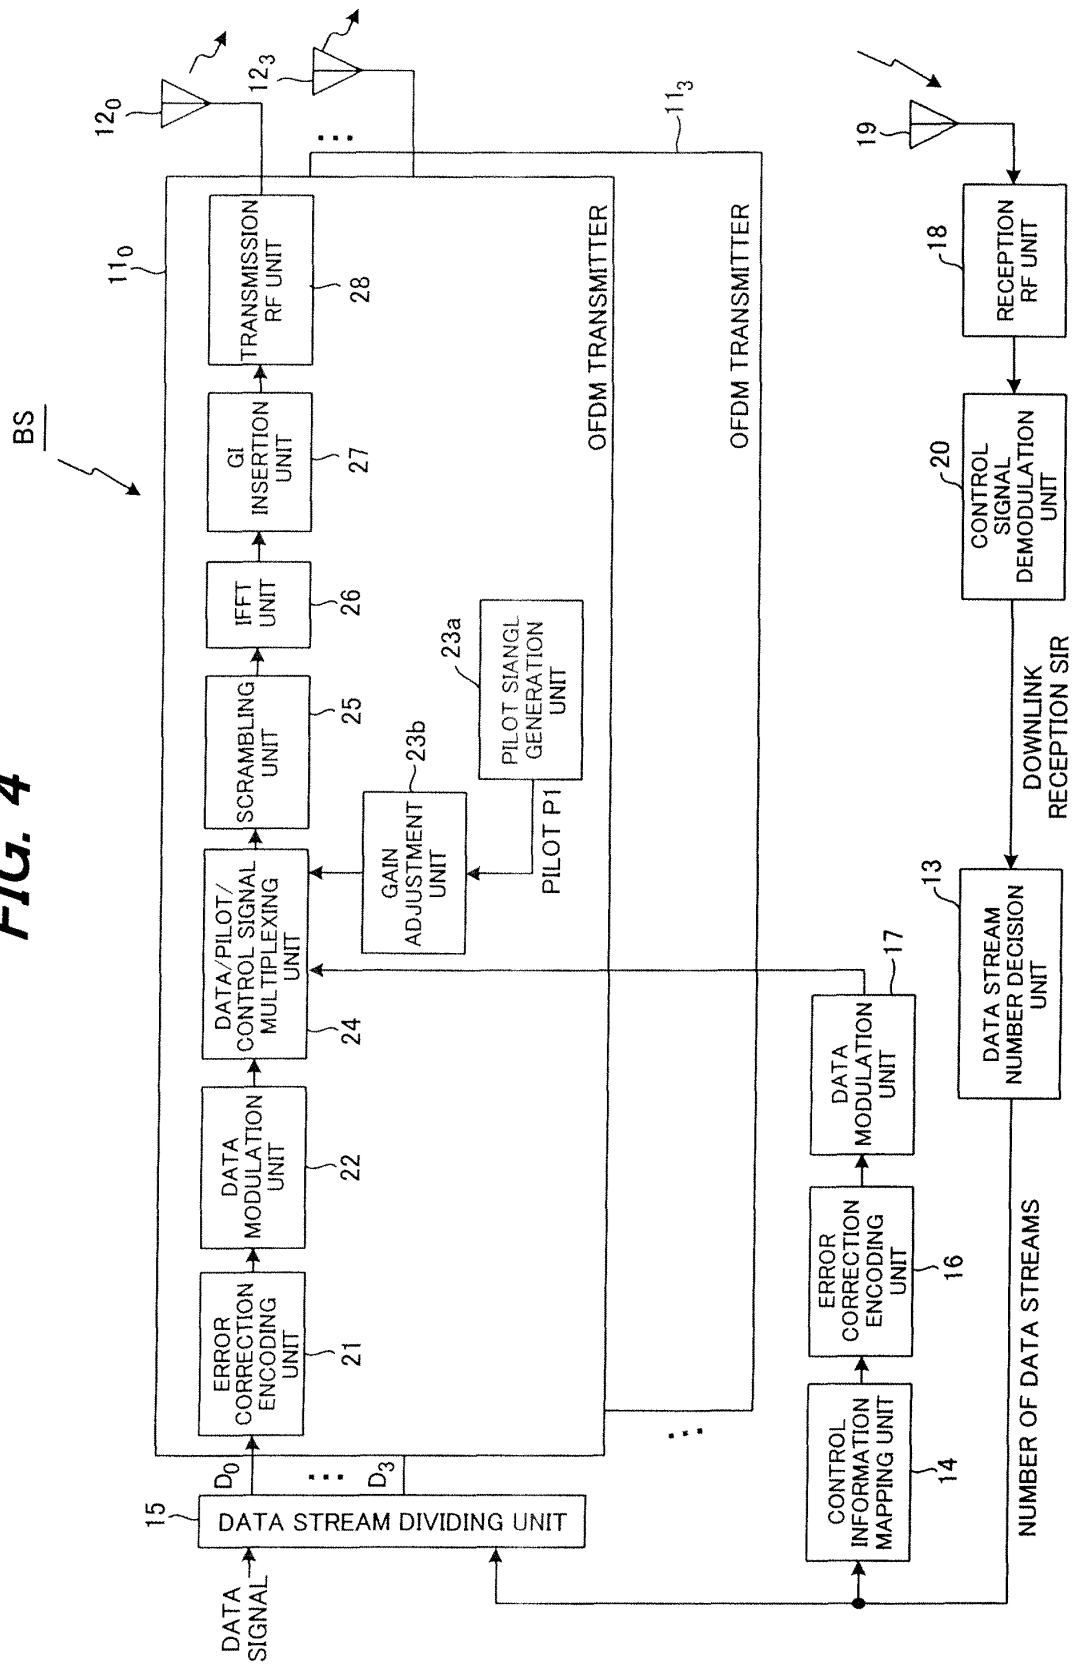 FIG. 4
BS
DATA
SIGNAL
15
DATA STREAM DIVIDING UNIT
D0
...
D3
110
ERROR
CORRECTION
ENCODING
UNIT
21
DATA
MODULATION
UNIT
22
DATA/PILOT/
CONTROL SIGNAL
MULTIPLEXING
UNIT
24
SCRAMBLING
UNIT
25
IFFT
UNIT
26
GI
INSERTION
UNIT
27
TRANSMISSION
RF UNIT
28
120
123
...
GAIN
ADJUSTMENT
UNIT
23b
PILOT P1
PILOT SIANGL
GENERATION
UNIT
23a
OFDM TRANSMITTER
113
OFDM TRANSMITTER
...
CONTROL
INFORMATION
MAPPING UNIT
14
ERROR
CORRECTION
ENCODING
UNIT
16
DATA
MODULATION
UNIT
17
NUMBER OF DATA STREAMS
13
DATA STREAM
NUMBER DECISION
UNIT
DOWNLINK
RECEPTION SIR
20
CONTROL
SIGNAL
DEMODULATION
UNIT
18
RECEPTION
RF UNIT
19